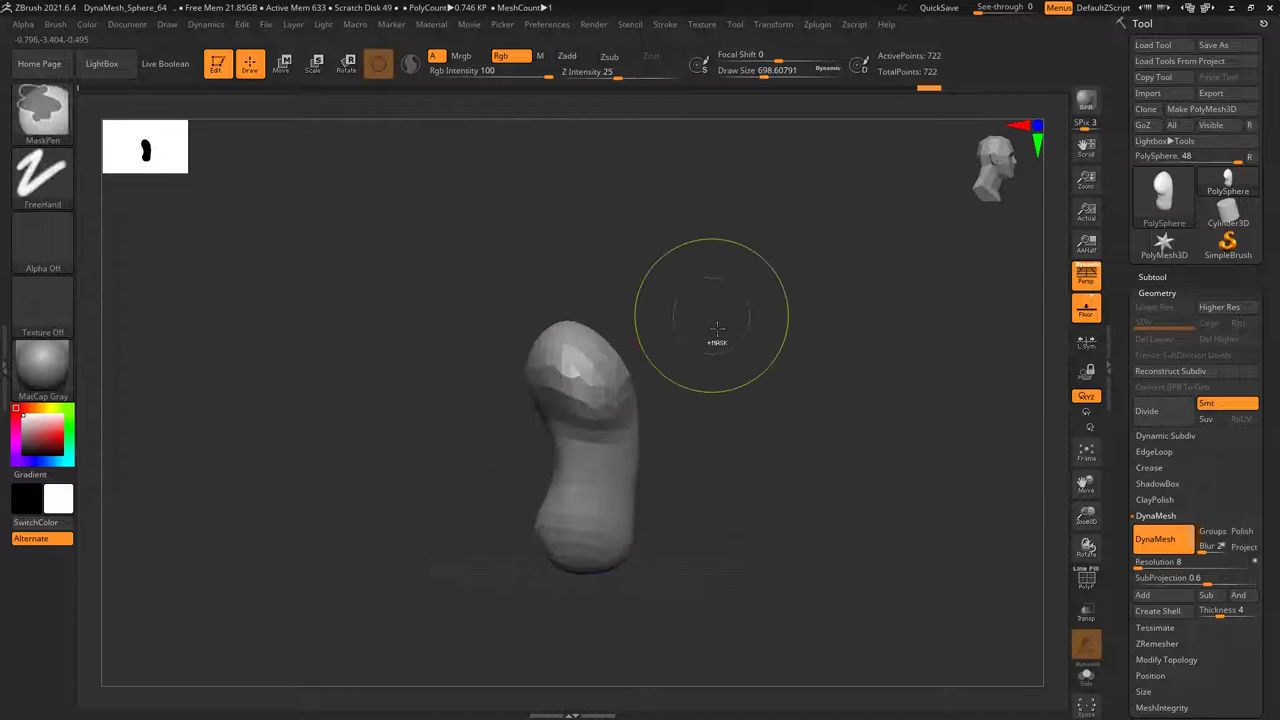 ZBrush 2021.6.4 DynaMesh_Sphere_64 .. • Free Mem 21.85GB • Active Mem 633 • Scratch Disk 49 • PolyCount▸0.746 KP • MeshCount▸1 AC QuickSave See-through 0 Menus DefaultZScript
Alpha Brush Color Document Draw Dynamics Edit File Layer Light Macro Marker Material Movie Picker Preferences Render Stencil Stroke Texture Tool Transform Zplugin Zscript Help
-0.796,-3.404,-0.495
Home Page LightBox Live Boolean Edit Draw Move Scale Rotate
A Mrgb Rgb M Zadd Zsub Zcut
Rgb Intensity 100 Z Intensity 25
Focal Shift 0
Draw Size 698.60791 Dynamic
S D
ActivePoints: 722
TotalPoints: 722
MaskPen
FreeHand
Alpha Off
Texture Off
MatCap Gray
Gradient
SwitchColor
Alternate
+MASK
BPR
SPix 3
Scroll
Zoom
Actual
AAHalf
Dynamic
Persp
Floor
L.Sym
XYZ
Frame
Move
Zoom3D
Rotate
Line Fill
PolyF
Transp
Dynamic
Solo
Xpose
Tool
Load Tool Save As
Load Tools From Project
Copy Tool Paste Tool
Import Export
Clone Make PolyMesh3D
GoZ All Visible R
Lightbox▸Tools
PolySphere. 48 R
PolySphere
PolySphere
Cylinder3D
PolyMesh3D SimpleBrush
Subtool
Geometry
Lower Res Higher Res
SDiv Cage Rstr
Del Lower Del Higher
Freeze SubDivision Levels
Reconstruct Subdiv
Convert BPR To Geo
Divide Smt
Suv ReUV
Dynamic Subdiv
EdgeLoop
Crease
ShadowBox
ClayPolish
DynaMesh
DynaMesh Groups Polish
Blur 2 Project
Resolution 8
SubProjection 0.6
Add Sub And
Create Shell Thickness 4
Tessimate
ZRemesher
Modify Topology
Position
Size
MeshIntegrity